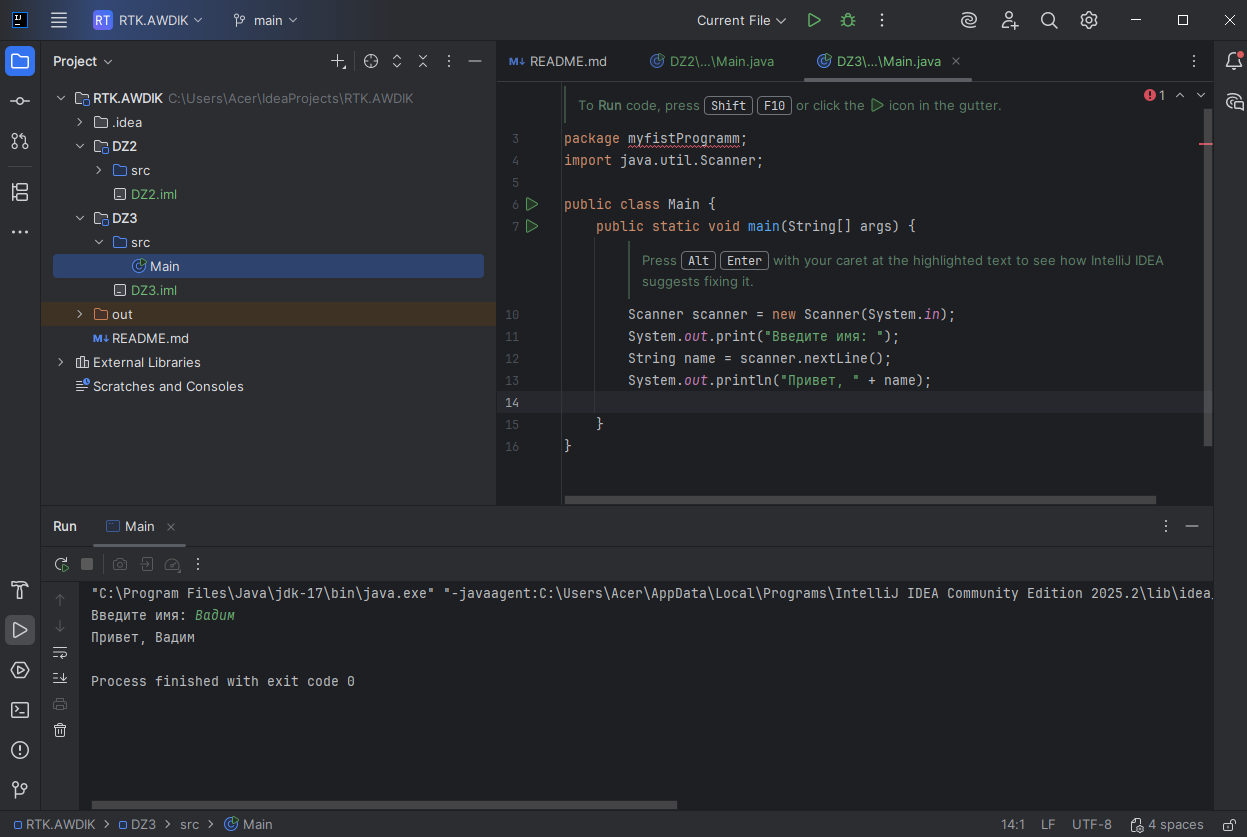 RT RTK.AWDIK main Current File
Project
RTK.AWDIK C:\Users\Acer\IdeaProjects\RTK.AWDIK
.idea
DZ2
src
DZ2.iml
DZ3
src
Main
DZ3.iml
out
M↓ README.md
External Libraries
Scratches and Consoles
M↓ README.md DZ2\...\Main.java DZ3\...\Main.java
1
To Run code, press Shift F10 or click the icon in the gutter.
3 package myfistProgramm;
4 import java.util.Scanner;
5
6 public class Main {
7 public static void main(String[] args) {
Press Alt Enter with your caret at the highlighted text to see how IntelliJ IDEA
suggests fixing it.
10 Scanner scanner = new Scanner(System.in);
11 System.out.print("Введите имя: ");
12 String name = scanner.nextLine();
13 System.out.println("Привет, " + name);
14
15 }
16 }
Run Main
"C:\Program Files\Java\jdk-17\bin\java.exe" "-javaagent:C:\Users\Acer\AppData\Local\Programs\IntelliJ IDEA Community Edition 2025.2\lib\idea_
Введите имя: Вадим
Привет, Вадим
Process finished with exit code 0
RTK.AWDIK > DZ3 > src > Main 14:1 LF UTF-8 4 spaces